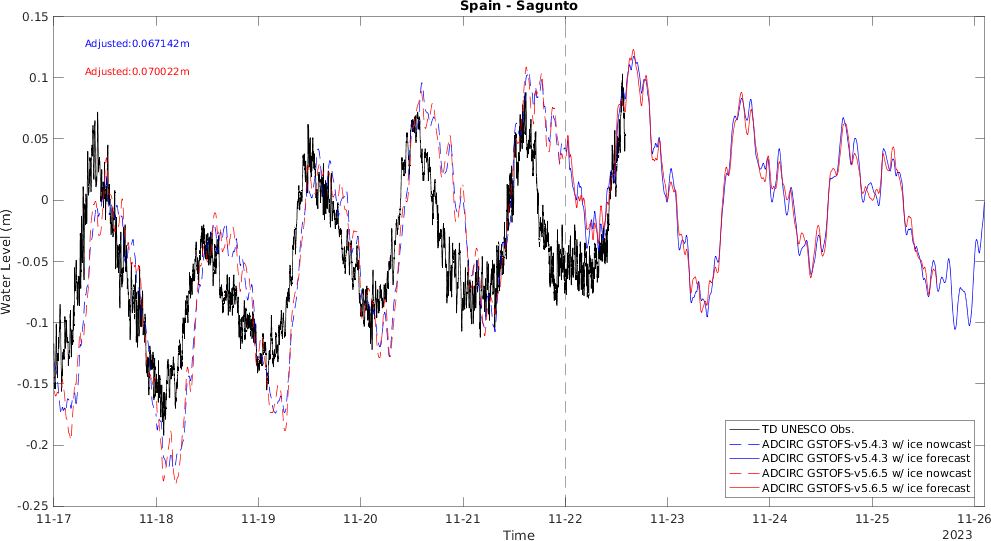 Spain - Sagunto
Adjusted:0.067142m
Adjusted:0.070022m
Water Level (m)
0.15
0.1
0.05
0
-0.05
-0.1
-0.15
-0.2
-0.25
TD UNESCO Obs.
ADCIRC GSTOFS-v5.4.3 w/ ice nowcast
ADCIRC GSTOFS-v5.4.3 w/ ice forecast
ADCIRC GSTOFS-v5.6.5 w/ ice nowcast
ADCIRC GSTOFS-v5.6.5 w/ ice forecast
11-17 11-18 11-19 11-20 11-21 11-22 11-23 11-24 11-25 11-26
Time
2023